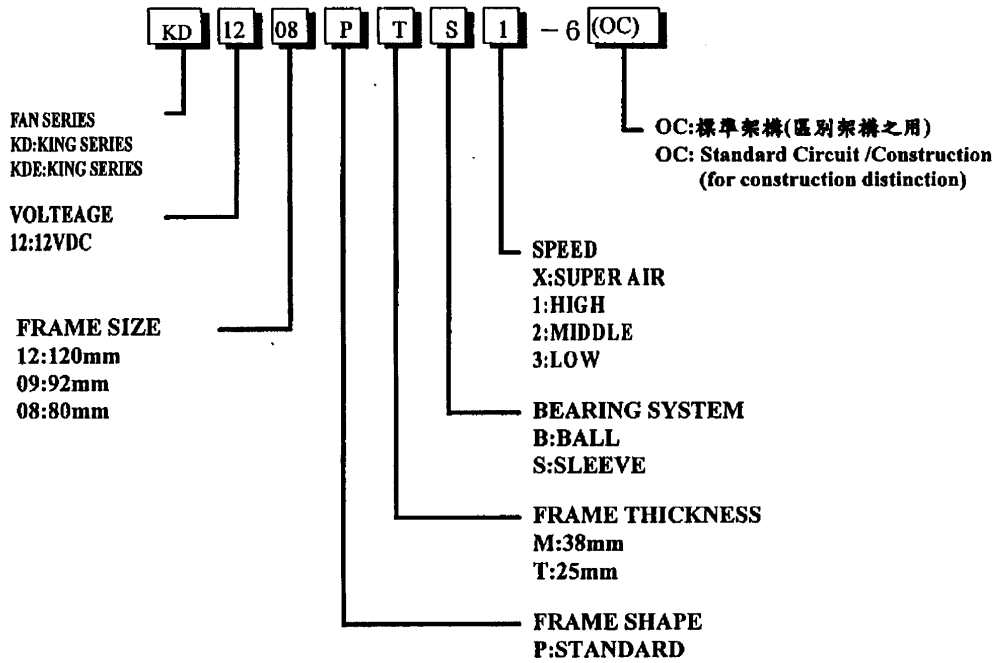 KD 12 08 P T S 1 - 6 (OC)
FAN SERIES
KD:KING SERIES
KDE:KING SERIES
VOLTEAGE
12:12VDC
FRAME SIZE
12:120mm
09:92mm
08:80mm
OC:標準架構(區別架構之用)
OC: Standard Circuit /Construction
(for construction distinction)
SPEED
X:SUPER AIR
1:HIGH
2:MIDDLE
3:LOW
BEARING SYSTEM
B:BALL
S:SLEEVE
FRAME THICKNESS
M:38mm
T:25mm
FRAME SHAPE
P:STANDARD